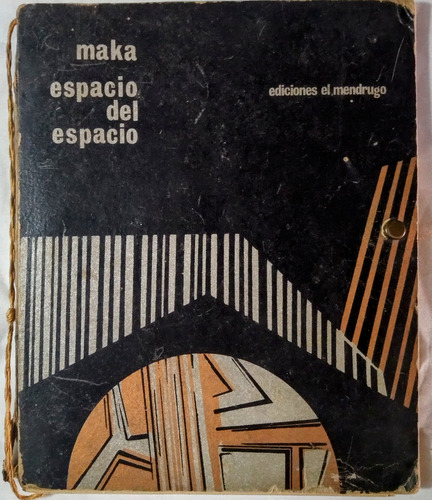 maka
espacio
del
espacio
ediciones el mendrugo